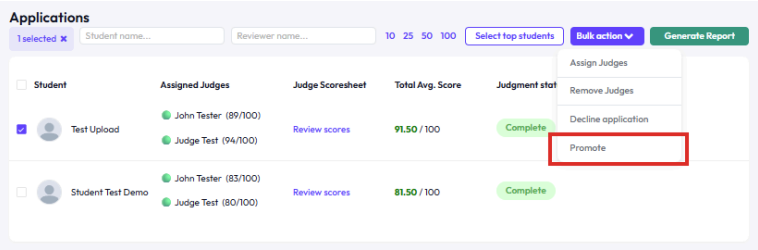 Applications
1 selected ×
Student name...
Reviewer name...
10 25 50 100
Select top students
Bulk action
Generate Report
Assign Judges
Remove Judges
Decline application
Promote
Student Assigned Judges Judge Scoresheet Total Avg. Score Judgment stat
Test Upload
John Tester (89/100)
Judge Test (94/100)
Review scores
91.50 / 100
Complete
Student Test Demo
John Tester (83/100)
Judge Test (80/100)
Review scores
81.50 / 100
Complete